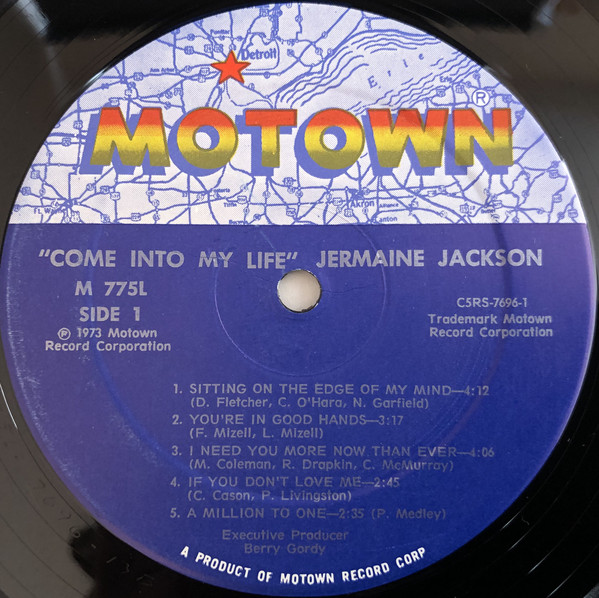 Detroit
Erie
MOTOWN®
Akron
Canton
"COME INTO MY LIFE" JERMAINE JACKSON
M 775L
SIDE 1
℗ 1973 Motown
Record Corporation
C5RS-7696-1
Trademark Motown
Record Corporation
1. SITTING ON THE EDGE OF MY MIND—4:12
(D. Fletcher, C. O'Hara, N. Garfield)
2. YOU'RE IN GOOD HANDS—3:17
(F. Mizell, L. Mizell)
3. I NEED YOU MORE NOW THAN EVER—4:06
(M. Coleman, R. Drapkin, C. McMurray)
4. IF YOU DON'T LOVE ME—2:45
(C. Cason, P. Livingston)
5. A MILLION TO ONE—2:35 (P. Medley)
Executive Producer
Berry Gordy
A PRODUCT OF MOTOWN RECORD CORP